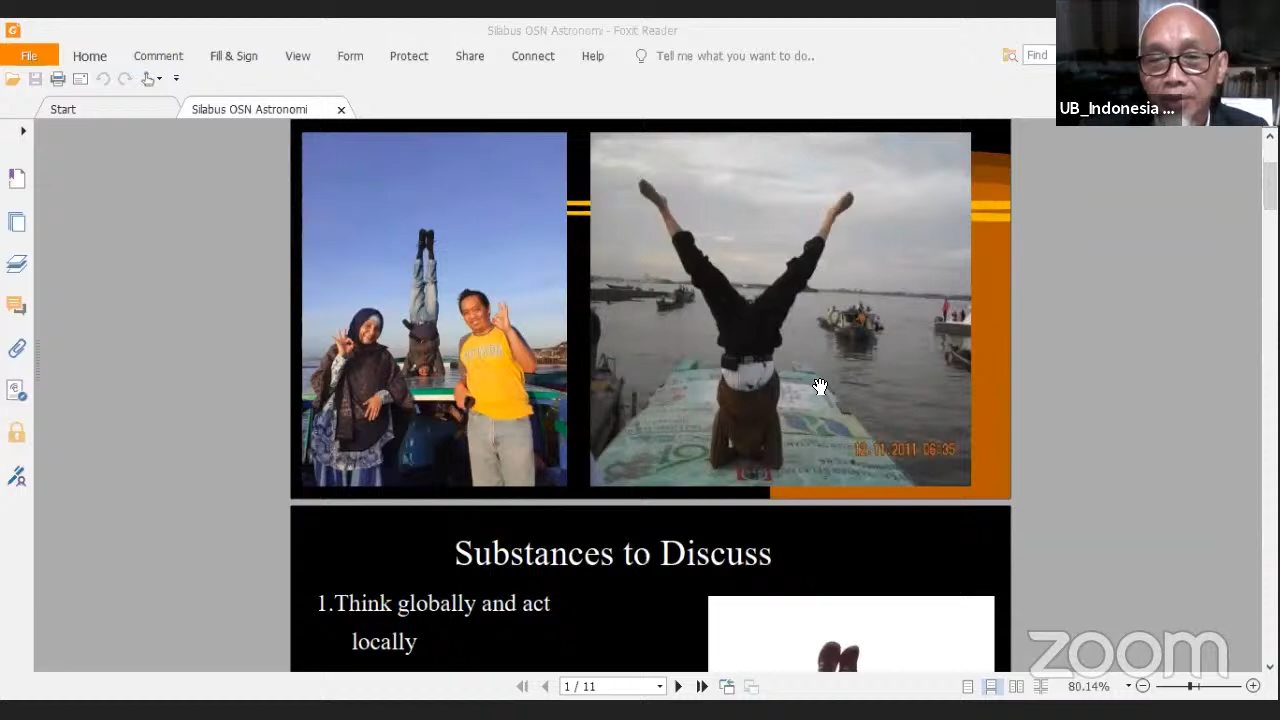 Silabus OSN Astronomi - Foxit Reader
File Home Comment Fill & Sign View Form Protect Share Connect Help Tell me what you want to do.. Find
Start Silabus OSN Astronomi
UB_Indonesia ...
12.11.2011 06:35
Substances to Discuss
1.Think globally and act
locally
zoom
1 / 11
80.14%